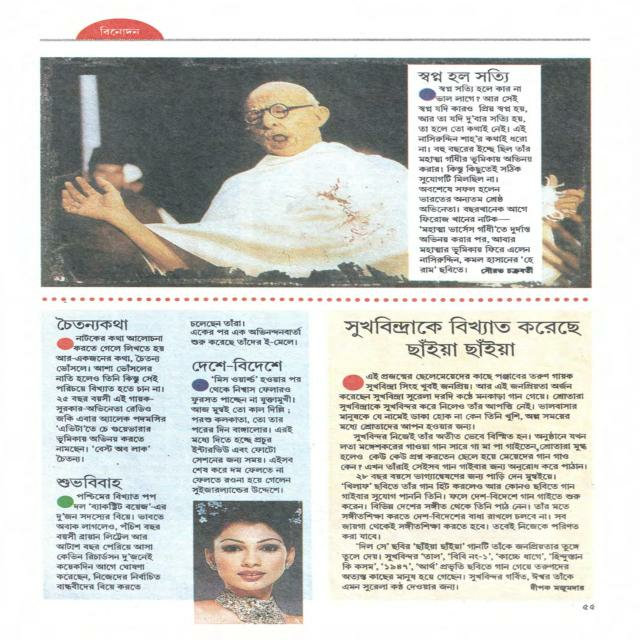 বিনোদন
স্বপ্ন হল সত্যি
স্বপ্ন সত্যি হলে কার না
ভাল লাগে? আর সেই
স্বপ্ন যদি কারও প্রিয় স্বপ্ন হয়,
আর তা যদি দু'বার সত্যি হয়,
তা হলে তো কথাই নেই। এই
নাসিরুদ্দিন শাহ'র কথাই ধরো
না। বহু বছরের ইচ্ছে ছিল তাঁর
মহাত্মা গাঁধীর ভূমিকায় অভিনয়
করার। কিন্তু কিছুতেই সঠিক
সুযোগটি মিলছিল না।
অবশেষে সফল হলেন
ভারতের অন্যতম শ্রেষ্ঠ
অভিনেতা। বছরখানেক আগে
ফিরোজ খানের নাটক—
'মহাত্মা ভার্সেস গাঁধী'তে দুর্দান্ত
অভিনয় করার পর, আবার
মহাত্মার ভূমিকায় ফিরে এলেন
নাসিরুদ্দিন, কমল হাসানের 'হে
রাম' ছবিতে। সৌরভ চক্রবর্তী
চৈতন্যকথা
নাটকের কথা আলোচনা
করতে গেলে লিখতে হয়
আর-একজনের কথা, চৈতন্য
ভোঁসলে। আশা ভোঁসলের
নাতি হলেও তিনি কিন্তু সেই
পরিচয়ে বিখ্যাত হতে চান না।
২৫ বছর বয়সী এই গায়ক-
সুরকার-অভিনেতা রেডিও
জকি এবার অ্যালেক পদমসির
'এভিটা'তে চে গুয়েভারার
ভূমিকায় অভিনয় করতে
নামছেন। 'বেস্ট অব লাক'
চৈতন্য।
শুভবিবাহ
পশ্চিমের বিখ্যাত পপ
দল 'ব্যাকস্ট্রিট বয়েজ'-এর
দু'জন সদস্যের বিয়ে। ভাবতে
অবাক লাগলেও, পঁচিশ বছর
বয়সী ব্রায়ান লিট্রেল আর
আটাশ বছর পেরিয়ে আসা
কেভিন রিচার্ডসন দু'জনেই
কয়েকদিন আগে ঘোষণা
করেছেন, নিজেদের নির্বাচিত
বান্ধবীদের বিয়ে করতে
চলেছেন তাঁরা।
একের পর এক অভিনন্দনবার্তা
শুরু করেছে তাঁদের ই-মেলে।
দেশে-বিদেশে
'মিস ওয়ার্ল্ড' হওয়ার পর
থেকে নিশ্বাস ফেলারও
ফুরসত পাচ্ছেন না যুক্তামুখী।
আজ মুম্বই তো কাল দিল্লি;
পরশু কলকাতা, তো তার
পরের দিন বাঙ্গালোর। এরই
মধ্যে দিতে হচ্ছে প্রচুর
ইন্টারভিউ এবং ফোটো
সেশনের জন্য সময়। এইসব
শেষ করে দম ফেলতে না
ফেলতে রওনা হয়ে গেলেন
সুইজারল্যান্ডের উদ্দেশে।
সুখবিন্দ্রাকে বিখ্যাত করেছে
ছাঁইয়া ছাঁইয়া
এই প্রজন্মের ছেলেমেয়েদের কাছে পঞ্জাবের তরুণ গায়ক
সুখবিন্দ্রা সিংহ খুবই জনপ্রিয়। আর এই জনপ্রিয়তা অর্জন
করেছেন সুখবিন্দ্রা সুরেলা দরদি কণ্ঠে মনকাড়া গান গেয়ে। শ্রোতারা
সুখবিন্দ্রাকে সুখবিন্দর করে নিলেও তাঁর আপত্তি নেই। ভালবাসার
মানুষকে যে নামেই ডাকা হোক না কেন তিনি খুশি, অল্প সময়ের
মধ্যে শ্রোতাদের আপন হওয়ার জন্য।
সুখবিন্দর নিজেই তাঁর অতীত ভেবে বিস্মিত হন। অনুষ্ঠানে যখন
লতা মঙ্গেশকরের গাওয়া গান সারে গা মা পা গাইতেন, শ্রোতারা মুগ্ধ
হলেও কেউ কেউ প্রশ্ন করতেন ছেলে হয়ে মেয়েদের গান গাও
কেন? এখন তাঁরাই সেইসব গান গাইবার জন্য অনুরোধ করে পাঠান।
২৮ বছর বয়সে ভাগ্যান্বেষণের জন্য পাড়ি দেন মুম্বইয়ে।
'খিলাফ' ছবিতে তাঁর গান হিট করলেও আর কোনও ছবিতে গান
গাইবার সুযোগ পাননি তিনি। ফলে দেশ-বিদেশে গান গাইতে শুরু
করেন। বিভিন্ন দেশের সঙ্গীত থেকে তিনি পাঠ নেন। তাঁর মতে
সঙ্গীতশিক্ষা করতে দেশ-বিদেশের বাধা রাখলে চলবে না। সব
জায়গা থেকেই সঙ্গীতশিক্ষা করতে হবে। তবেই নিজেকে পরিণত
করা যাবে।
'দিল সে' ছবির 'ছাঁইয়া ছাঁইয়া' গানটি তাঁকে জনপ্রিয়তার তুঙ্গে
তুলে দেয়। সুখবিন্দর 'তাল', 'বিবি নং-১', 'কাচ্চে ধাগে', 'হিন্দুস্তান
কি কসম', '১৯৪৭', 'আর্থ' প্রভৃতি ছবিতে গান গেয়ে তরুণদের
অত্যন্ত কাছের মানুষ হয়ে গেছেন। সুখবিন্দর গর্বিত, ঈশ্বর তাঁকে
এমন সুরেলা কণ্ঠ দেওয়ার জন্য। দীপক মজুমদার
৫৫